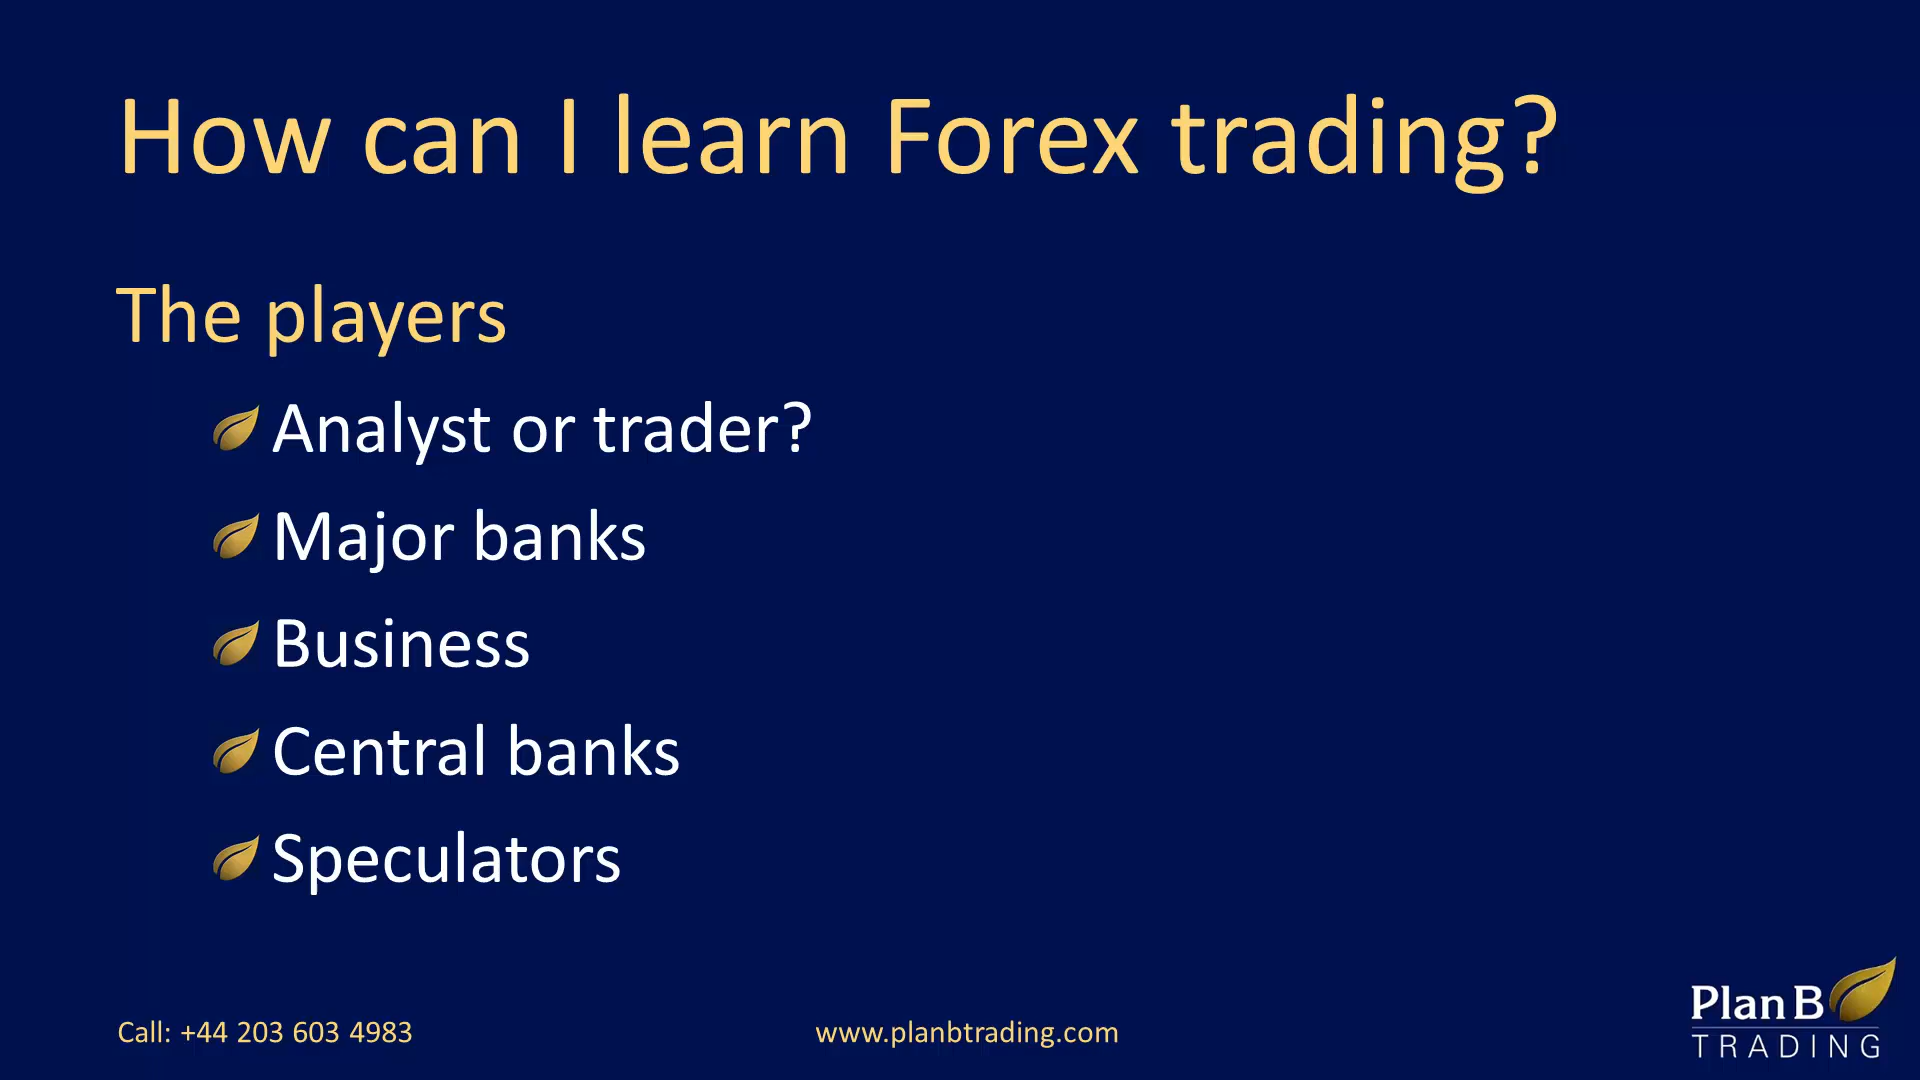 How can I learn Forex trading?
The players
Analyst or trader?
Major banks
Business
Central banks
Speculators
Call: +44 203 603 4983
www.planbtrading.com
Plan B
TRADING